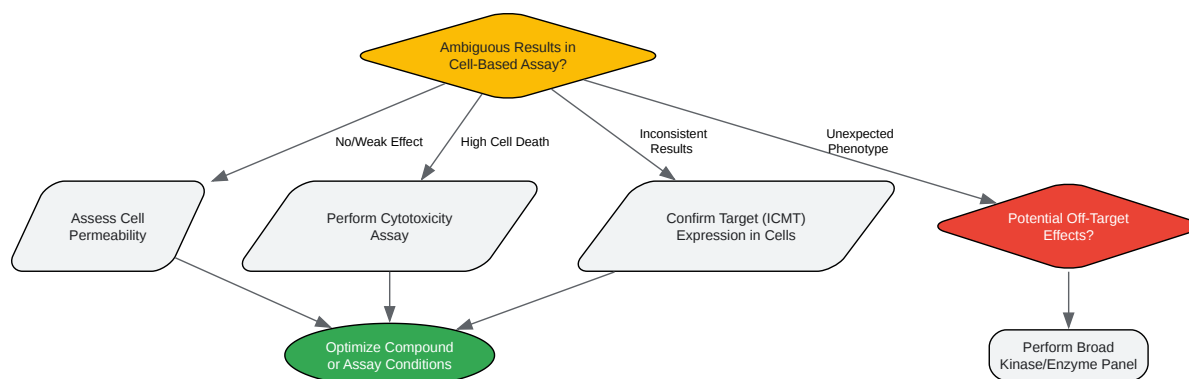 Ambiguous Results in
Cell-Based Assay?
No/Weak Effect
High Cell Death
Inconsistent
Results
Unexpected
Phenotype
Assess Cell
Permeability
Perform Cytotoxicity
Assay
Confirm Target (ICMT)
Expression in Cells
Potential Off-Target
Effects?
Optimize Compound
or Assay Conditions
Perform Broad
Kinase/Enzyme Panel